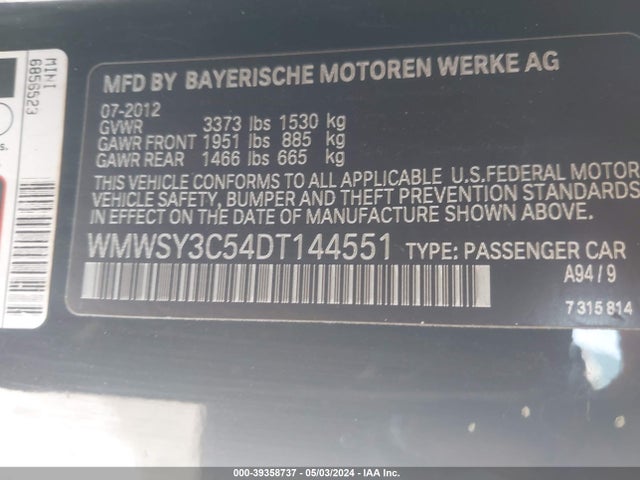 MINI
6856523
s.
MFD BY BAYERISCHE MOTOREN WERKE AG
07-2012
GVWR 3373 lbs 1530 kg
GAWR FRONT 1951 lbs 885 kg
GAWR REAR 1466 lbs 665 kg
THIS VEHICLE CONFORMS TO ALL APPLICABLE U.S.FEDERAL MOTOR
VEHICLE SAFETY, BUMPER AND THEFT PREVENTION STANDARDS
IN EFFECT ON THE DATE OF MANUFACTURE SHOWN ABOVE.
WMWSY3C54DT144551 TYPE: PASSENGER CAR
A94 / 9
7 315 814
000-39358737 - 05/03/2024 - IAAI.com